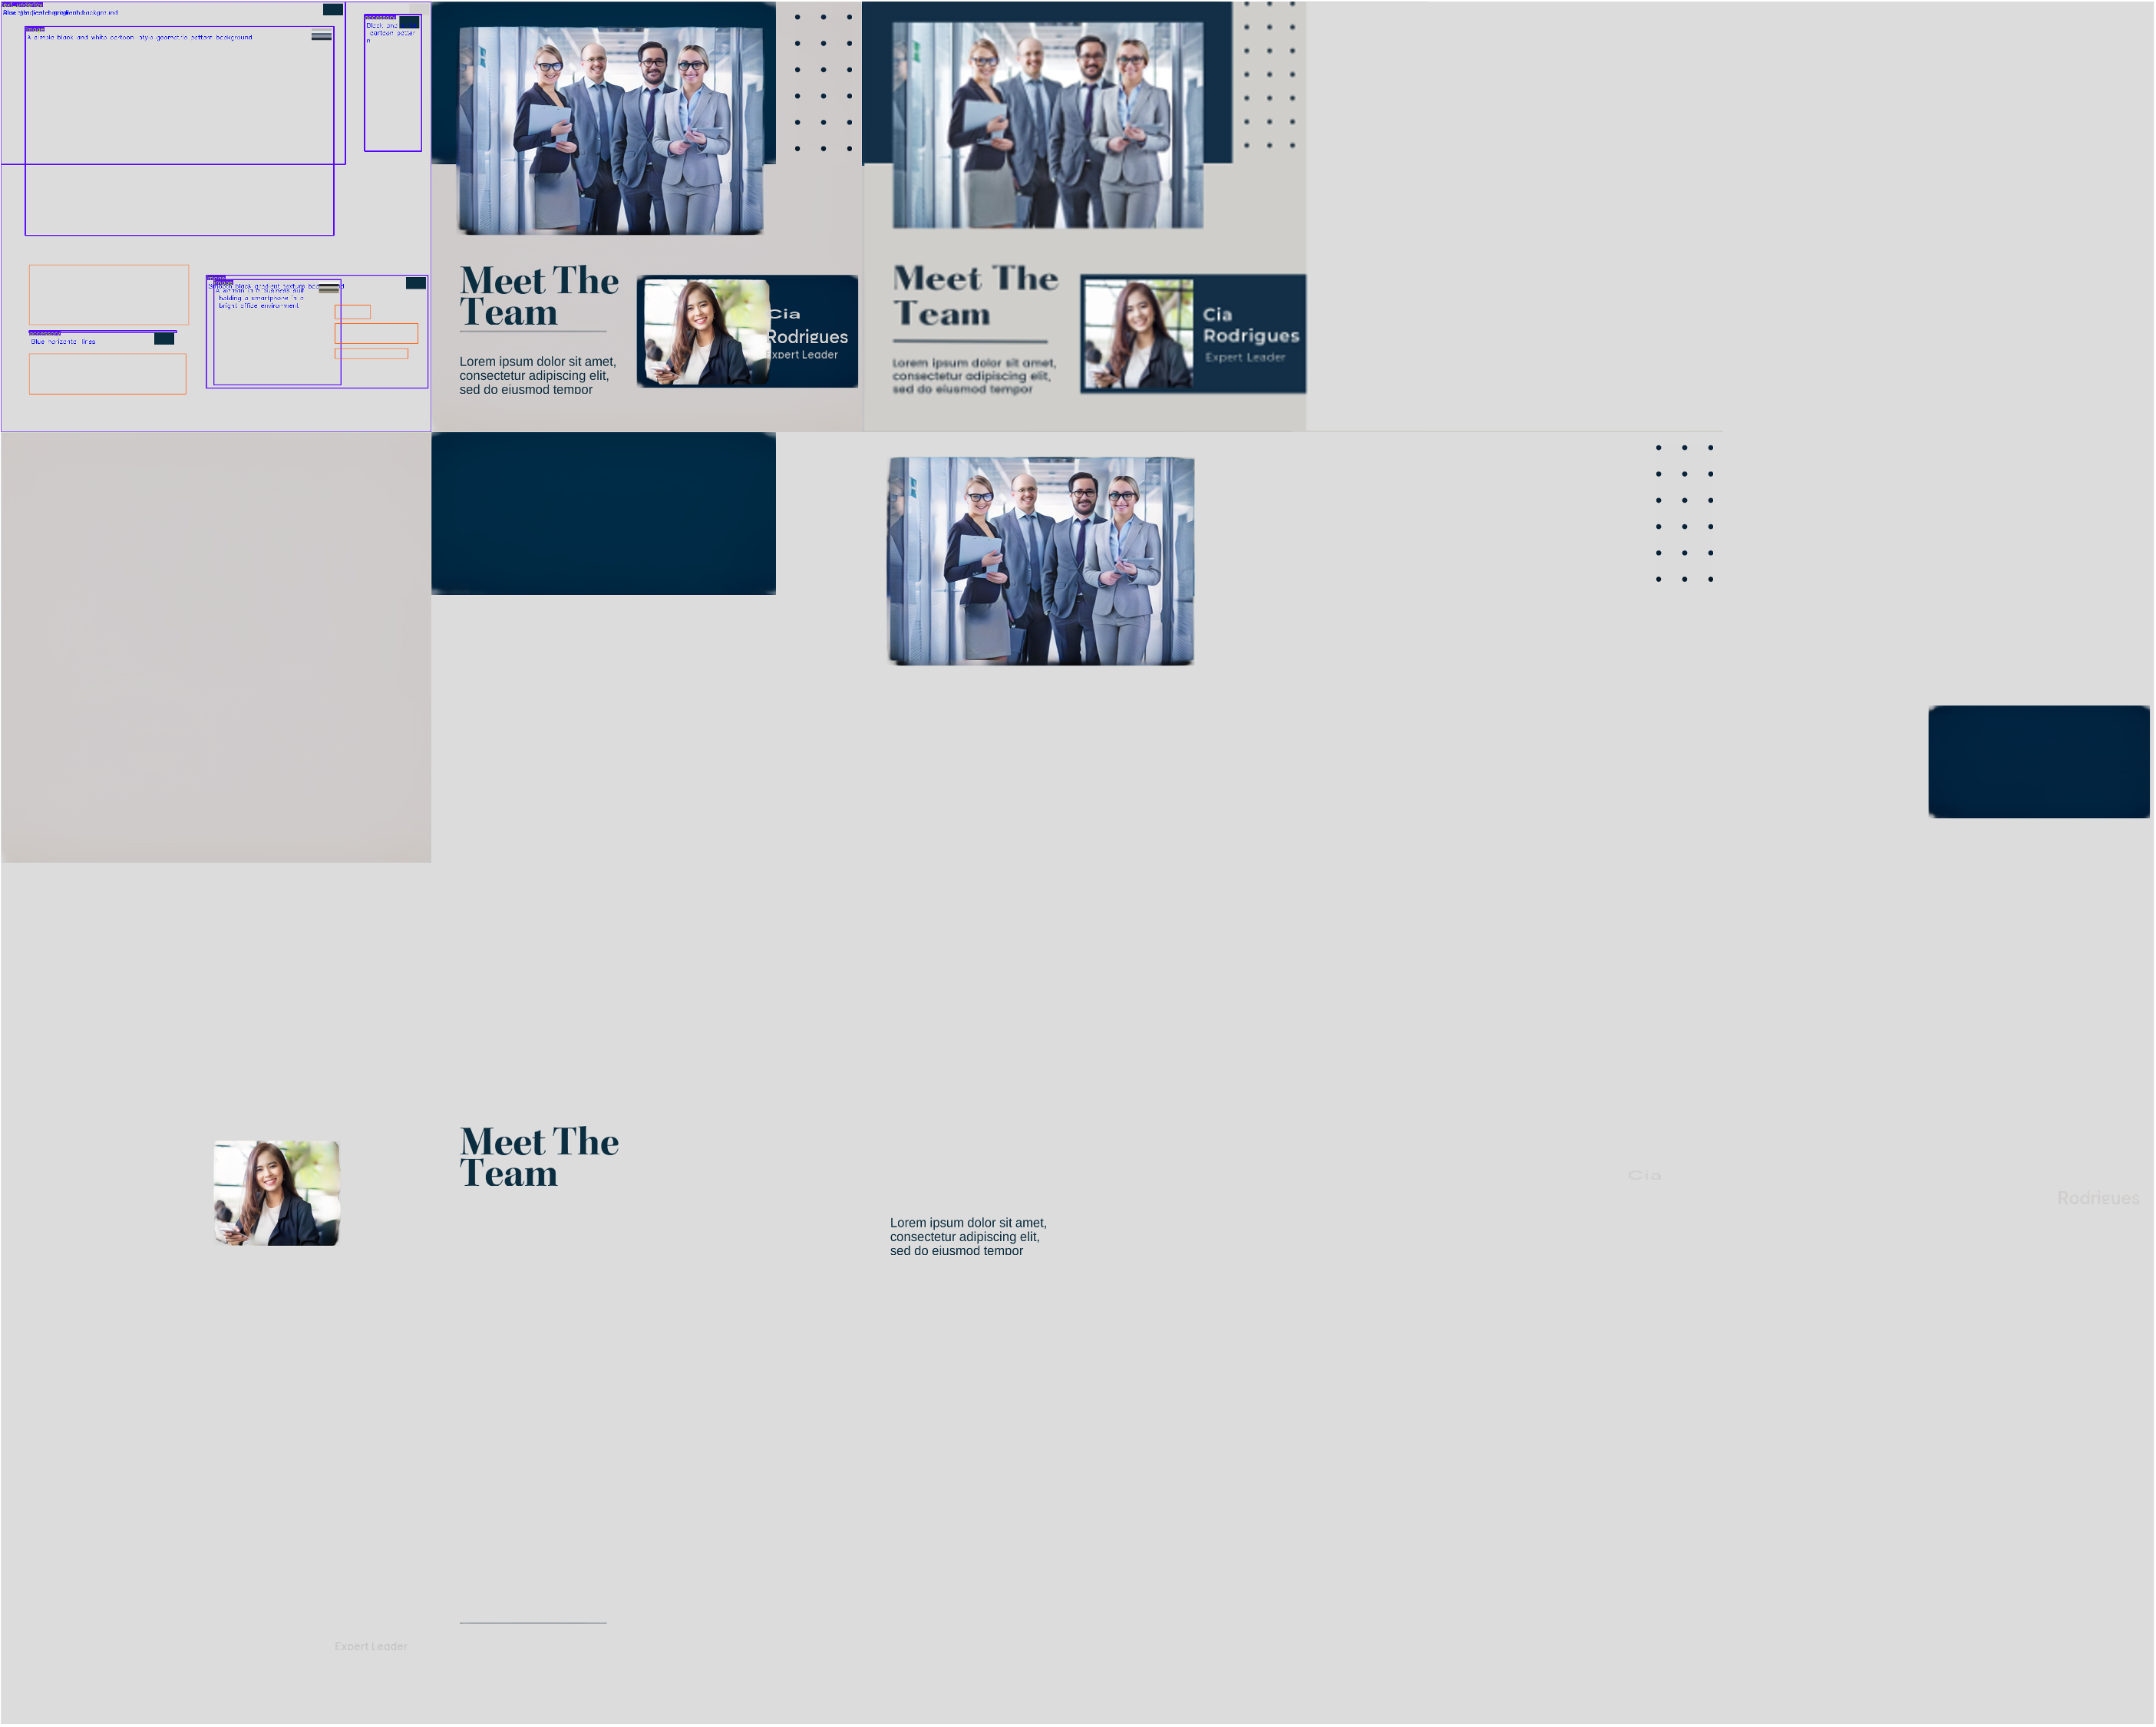 A simple black and white cartoon style geometric pattern background
Black and
cartoon patter
n
A woman in a business suit
holding a smartphone in a
bright office environment
Blue horizontal lines
Meet The
Team
Lorem ipsum dolor sit amet,
consectetur adipiscing elit,
sed do eiusmod tempor
Cia
Rodrigues
Expert Leader
Meet The
Team
Lorem ipsum dolor sit amet,
consectetur adipiscing elit,
sed do eiusmod tempor
Cia
Rodrigues
Expert Leader
Meet The
Team
Lorem ipsum dolor sit amet,
consectetur adipiscing elit,
sed do eiusmod tempor
Cia
Rodrigues
Expert Leader